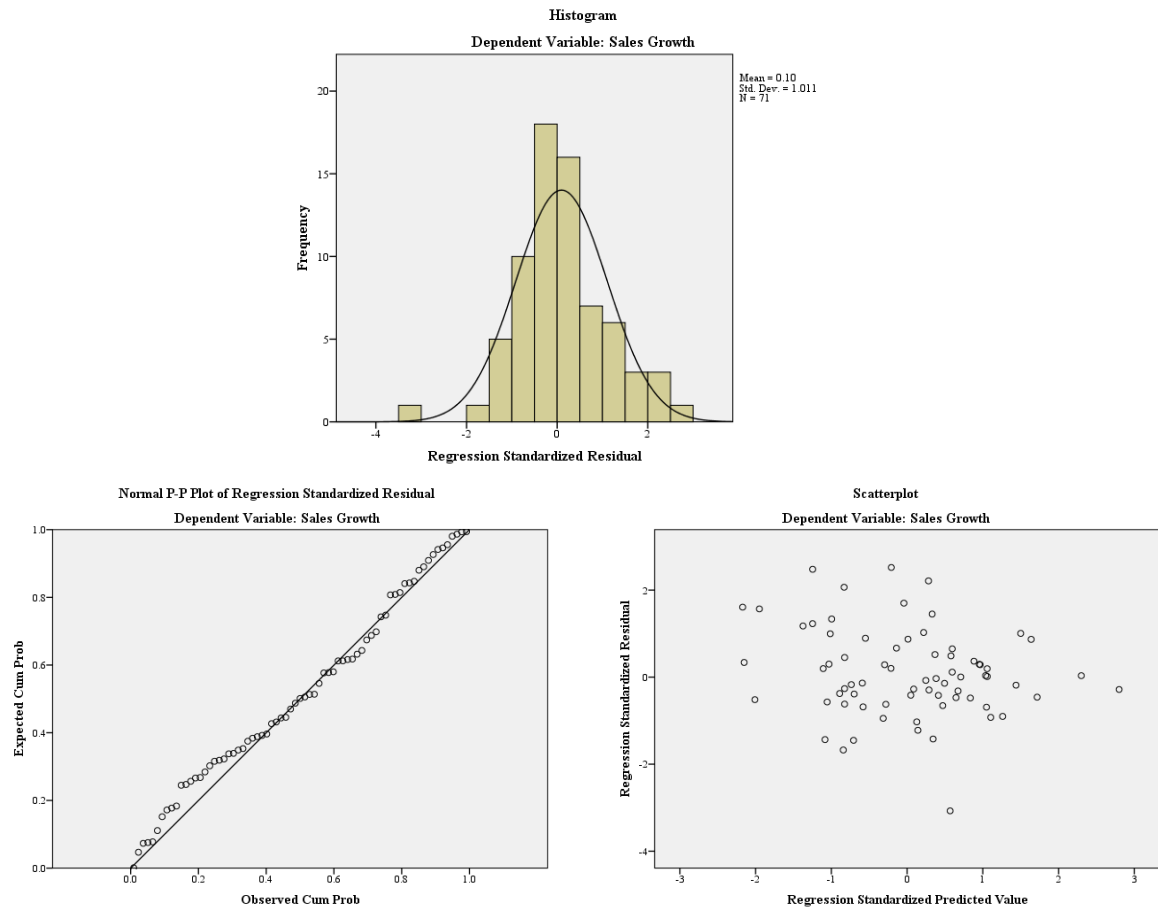 Histogram
Dependent Variable: Sales Growth
Mean = 0.10
Std. Dev. = 1.011
N = 71
20
15
10
5
0
Frequency
-4
-2
0
2
Regression Standardized Residual
Normal P-P Plot of Regression Standardized Residual
Dependent Variable: Sales Growth
1.0
0.8
0.6
0.4
0.2
0.0
Expected Cum Prob
0.0
0.2
0.4
0.6
0.8
1.0
Observed Cum Prob
Scatterplot
Dependent Variable: Sales Growth
2
0
-2
-4
Regression Standardized Residual
-3
-2
-1
0
1
2
3
Regression Standardized Predicted Value